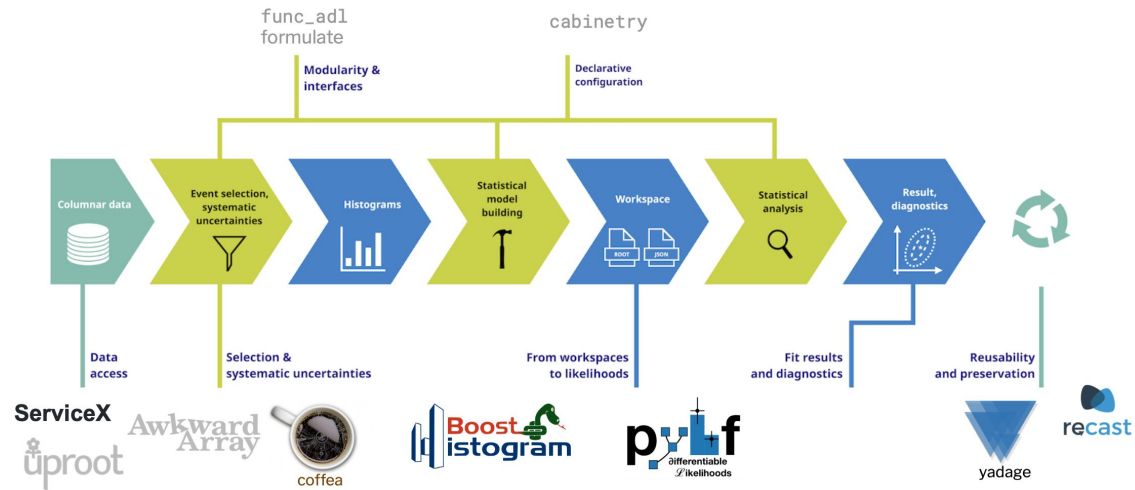 func_adl
formulate
cabinetry
Modularity &
interfaces
Declarative
configuration
Columnar data
Event selection,
systematic
uncertainties
Histograms
Statistical
model
building
Workspace
ROOT
JSON
Statistical
analysis
Result,
diagnostics
Data
access
Selection &
systematic uncertainties
From workspaces
to likelihoods
Fit results
and diagnostics
Reusability
and preservation
ServiceX
uproot
Awkward
Array
coffea
Boost
Histogram
pyhf
∂ifferentiable
ℒikelihoods
yadage
recast